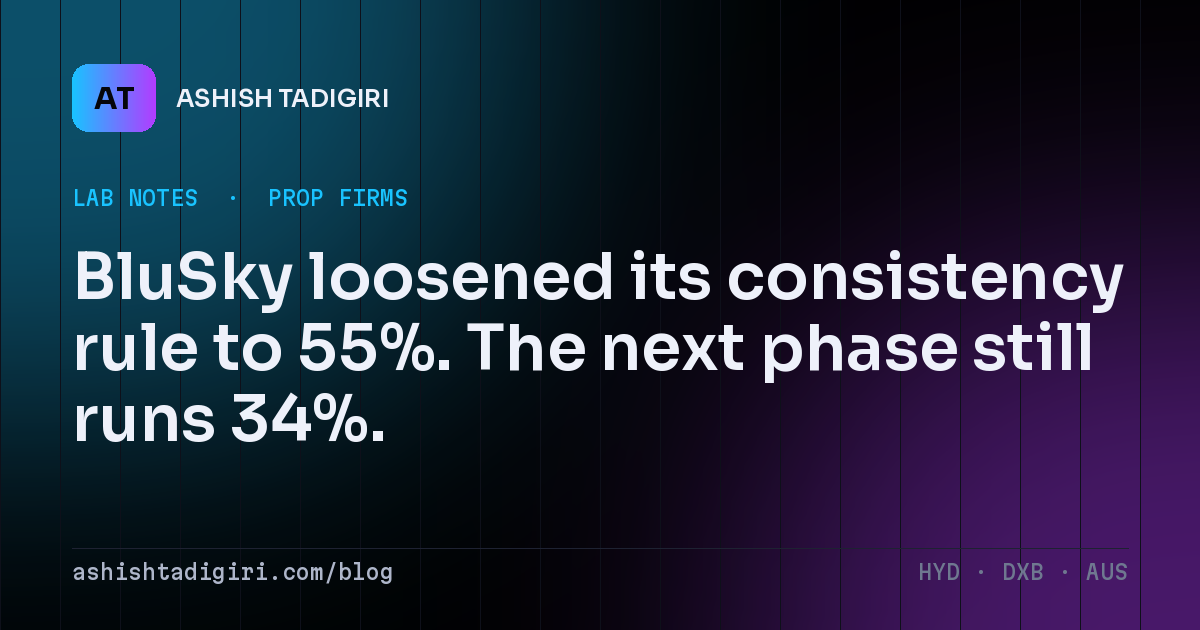 AT
ASHISH TADIGIRI
LAB NOTES · PROP FIRMS
BluSky loosened its consistency
rule to 55%. The next phase still
runs 34%.
ashishtadigiri.com/blog
HYD · DXB · AUS